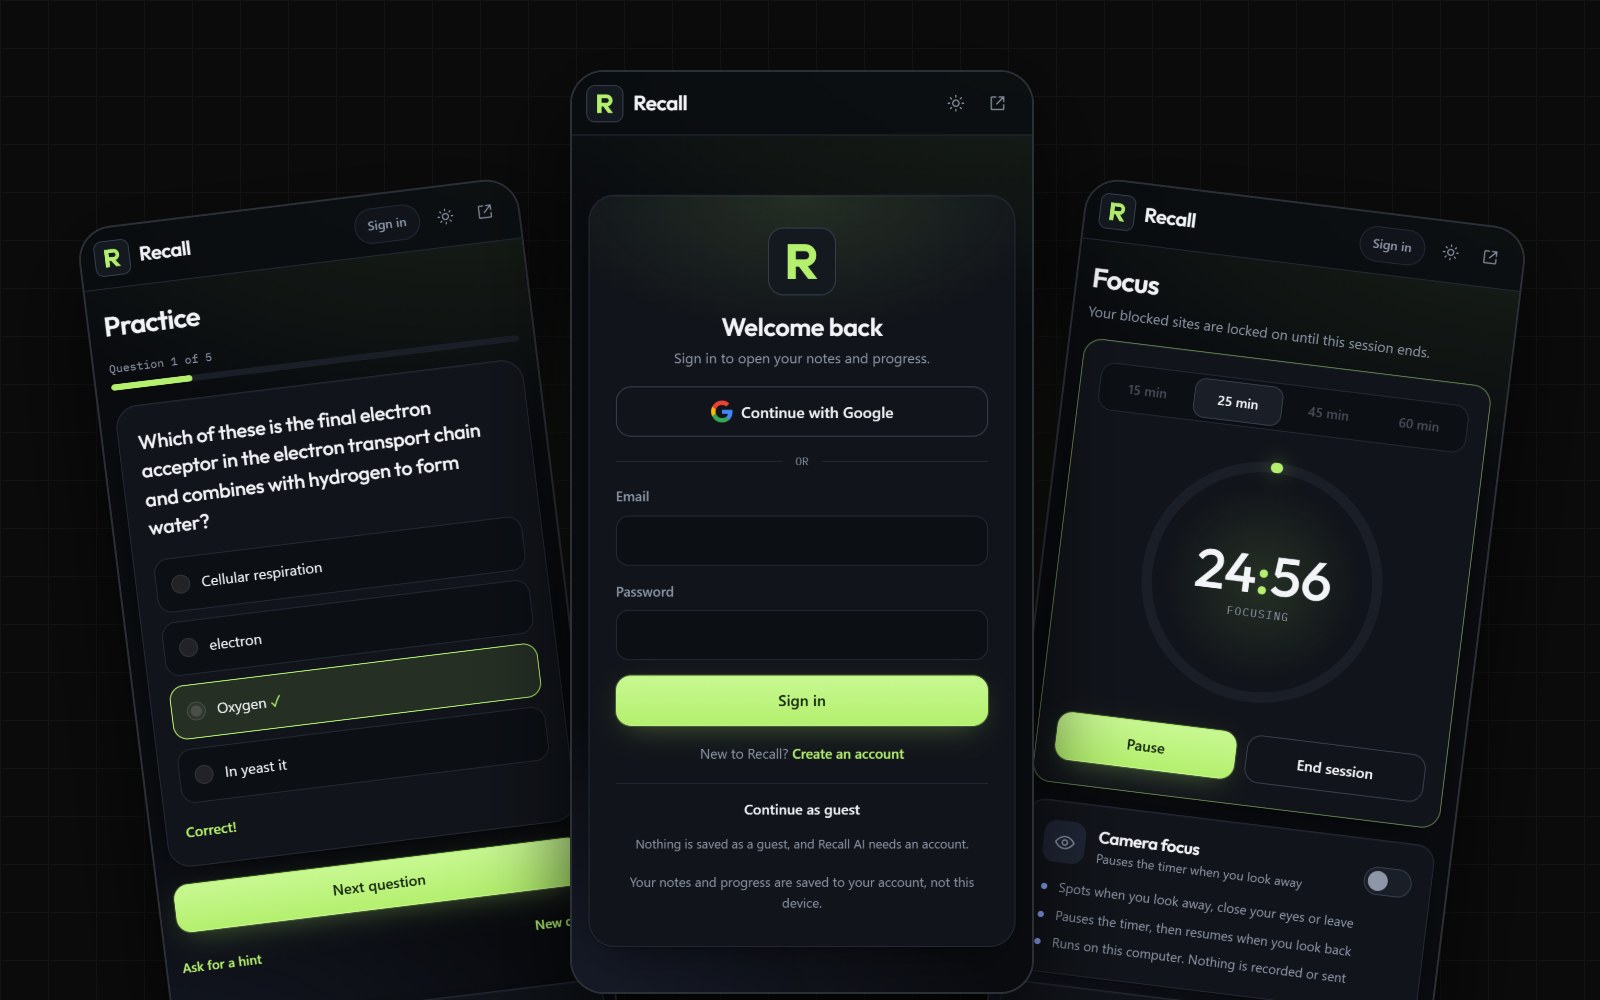 R Recall
Sign in
Practice
Question 1 of 5
Which of these is the final electron
acceptor in the electron transport chain
and combines with hydrogen to form
water?
Cellular respiration
electron
Oxygen ✓
In yeast it
Correct!
Next question
New
Ask for a hint
R Recall
R
Welcome back
Sign in to open your notes and progress.
Continue with Google
OR
Email
Password
Sign in
New to Recall? Create an account
Continue as guest
Nothing is saved as a guest, and Recall AI needs an account.
Your notes and progress are saved to your account, not this
device.
R Recall
Sign in
Focus
Your blocked sites are locked on until this session ends.
15 min 25 min 45 min 60 min
24:56
FOCUSING
Pause
End session
Camera focus
Pauses the timer when you look away
Spots when you look away, close your eyes or leave
Pauses the timer, then resumes when you look back
Runs on this computer. Nothing is recorded or sent